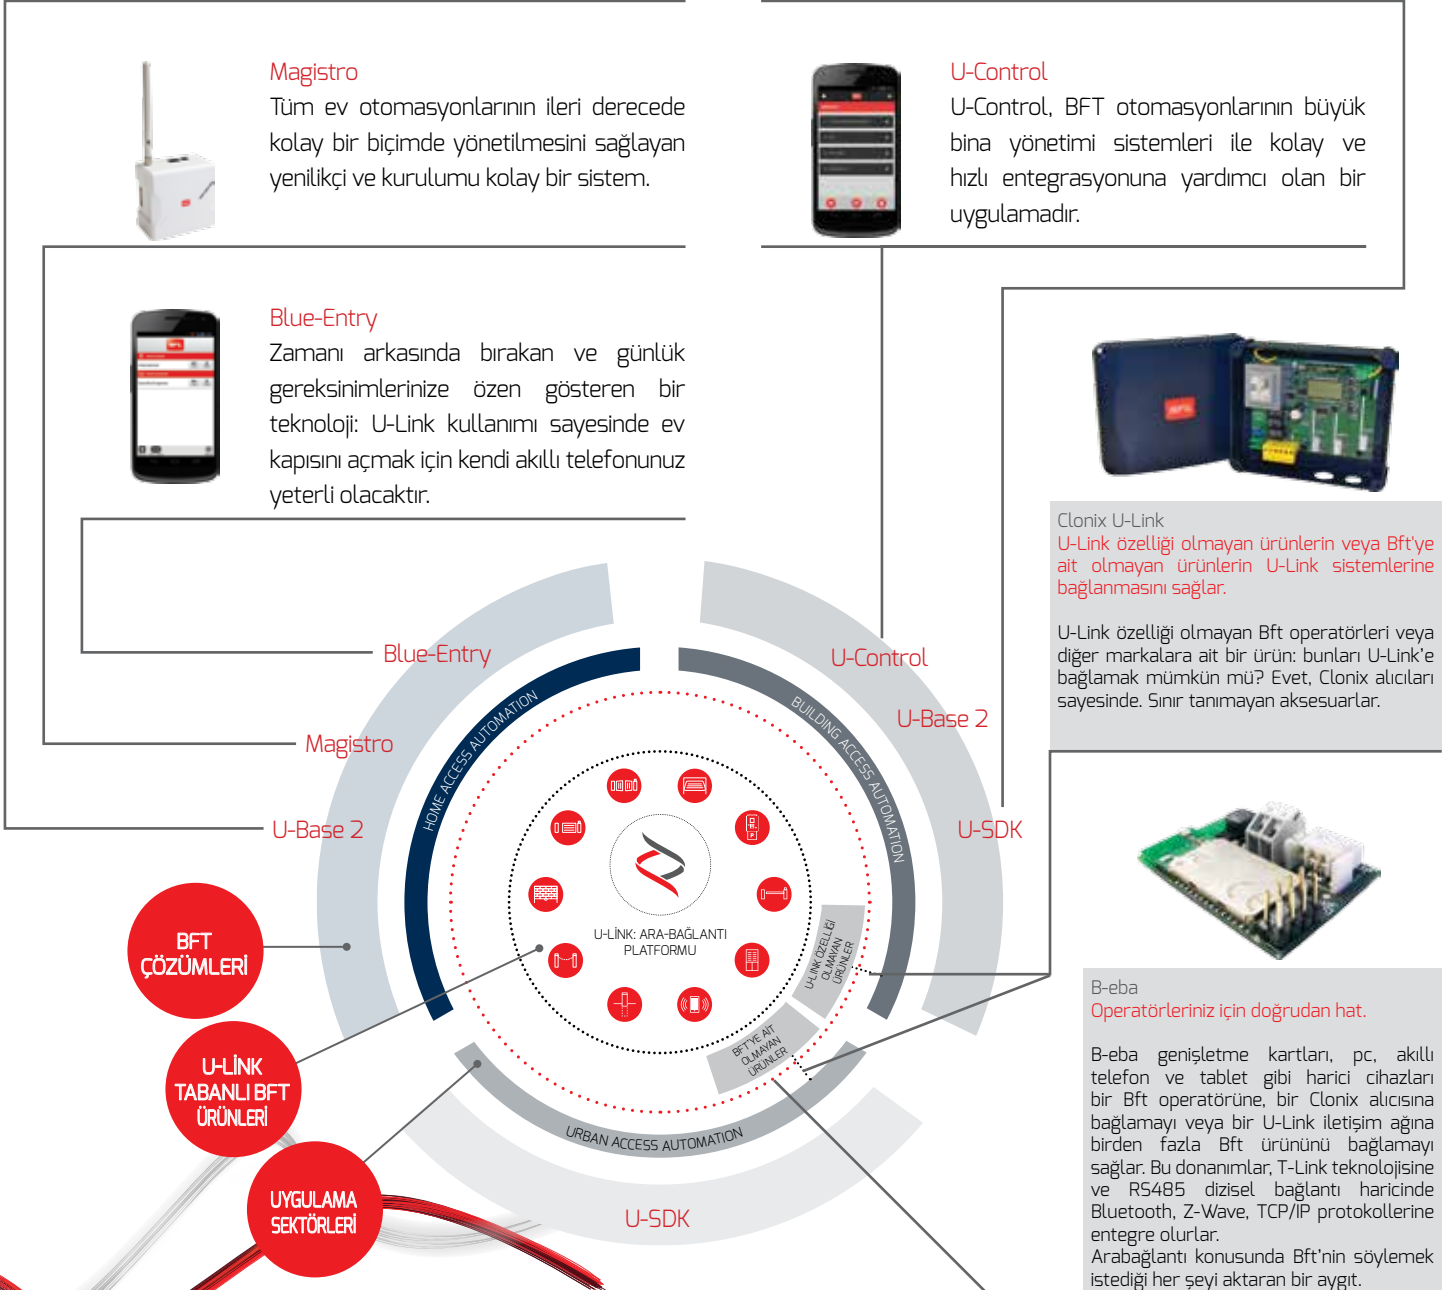 Magistro
Tüm ev otomasyonlarının ileri derecede
kolay bir biçimde yönetilmesini sağlayan
yenilikçi ve kurulumu kolay bir sistem.
U-Control
U-Control, BFT otomasyonlarının büyük
bina yönetimi sistemleri ile kolay ve
hızlı entegrasyonuna yardımcı olan bir
uygulamadır.
Blue-Entry
Zamanı arkasında bırakan ve günlük
gereksinimlerinize özen gösteren bir
teknoloji: U-Link kullanımı sayesinde ev
kapısını açmak için kendi akıllı telefonunuz
yeterli olacaktır.
Clonix U-Link
U-Link özelliği olmayan ürünlerin veya Bft'ye
ait olmayan ürünlerin U-Link sistemlerine
bağlanmasını sağlar.
U-Link özelliği olmayan Bft operatörleri veya
diğer markalara ait bir ürün: bunları U-Link'e
bağlamak mümkün mü? Evet, Clonix alıcıları
sayesinde. Sınır tanımayan aksesuarlar.
Blue-Entry
Magistro
U-Base 2
U-Control
U-Base 2
U-SDK
HOME ACCESS AUTOMATION
BUILDING ACCESS AUTOMATION
U-LİNK: ARA-BAĞLANTI
PLATFORMU
U-LINK ÖZELLİĞİ
OLMAYAN
ÜRÜNLER
BFT'YE AİT
OLMAYAN
ÜRÜNLER
URBAN ACCESS AUTOMATION
U-SDK
BFT
ÇÖZÜMLERİ
U-LİNK
TABANLI BFT
ÜRÜNLERİ
UYGULAMA
SEKTÖRLERİ
B-eba
Operatörleriniz için doğrudan hat.
B-eba genişletme kartları, pc, akıllı
telefon ve tablet gibi harici cihazları
bir Bft operatörüne, bir Clonix alıcısına
bağlamayı veya bir U-Link iletişim ağına
birden fazla Bft ürününü bağlamayı
sağlar. Bu donanımlar, T-Link teknolojisine
ve RS485 dizisel bağlantı haricinde
Bluetooth, Z-Wave, TCP/IP protokollerine
entegre olurlar.
Arabağlantı konusunda Bft'nin söylemek
istediği her şeyi aktaran bir aygıt.